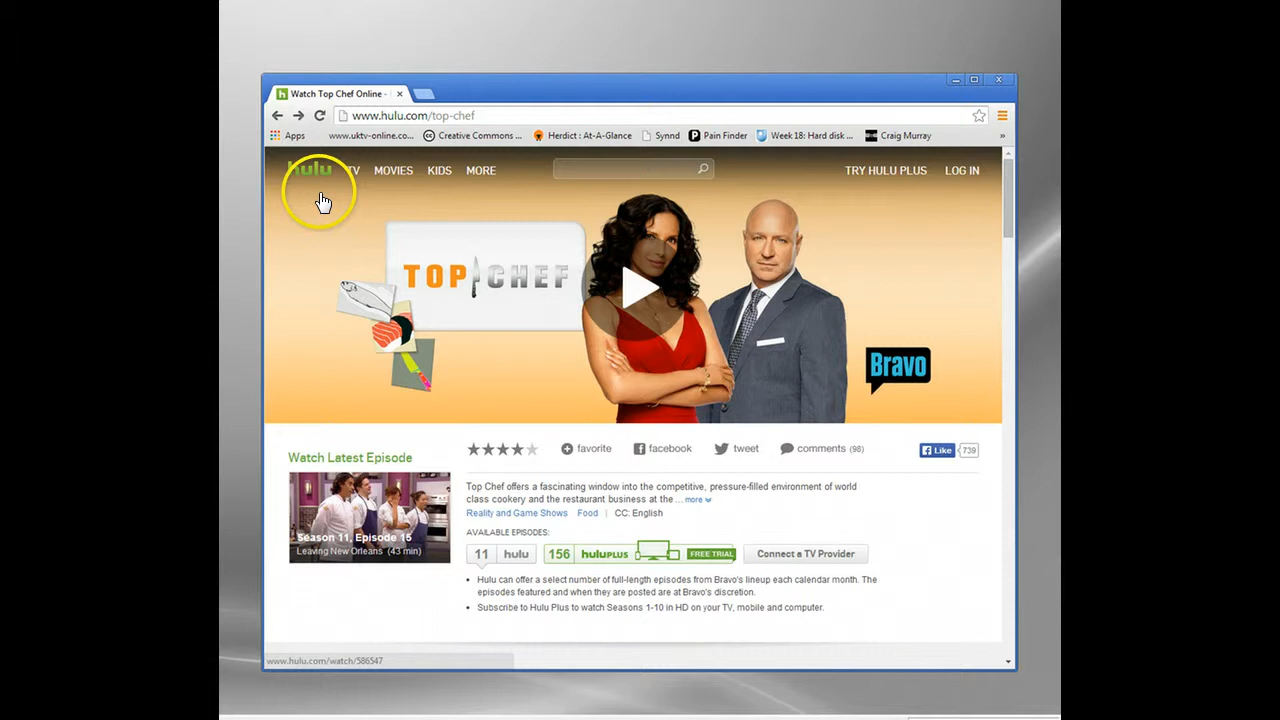 Watch Top Chef Online -
www.hulu.com/top-chef
Apps www.uktv-online.co... Creative Commons ... Herdict : At-A-Glance Synnd Pain Finder Week 18: Hard disk ... Craig Murray »
hulu TV MOVIES KIDS MORE TRY HULU PLUS LOG IN
TOP CHEF
Bravo
Watch Latest Episode
Season 11, Episode 15
Leaving New Orleans (43 min)
favorite facebook tweet comments (98) Like 739
Top Chef offers a fascinating window into the competitive, pressure-filled environment of world
class cookery and the restaurant business at the ... more
Reality and Game Shows Food | CC: English
AVAILABLE EPISODES:
11 hulu 156 huluPLUS FREE TRIAL Connect a TV Provider
• Hulu can offer a select number of full-length episodes from Bravo's lineup each calendar month. The
episodes featured and when they are posted are at Bravo's discretion.
• Subscribe to Hulu Plus to watch Seasons 1-10 in HD on your TV, mobile and computer.
www.hulu.com/watch/586547